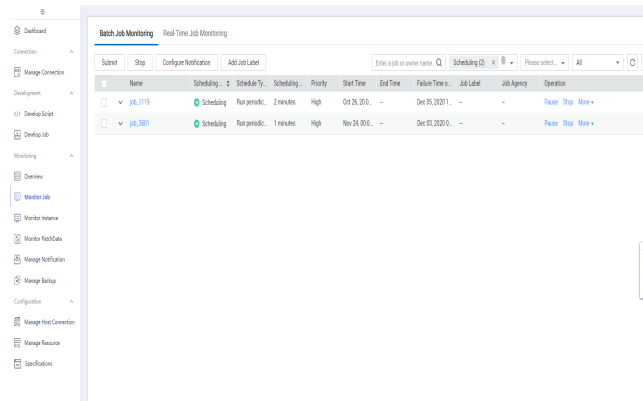 Dashboard
Connection
Manage Connection
Development
Develop Script
Develop Job
Monitoring
Overview
Monitor Job
Monitor Instance
Monitor PatchData
Manage Notification
Manage Backup
Configuration
Manage Host Connection
Manage Resource
Specifications
Batch Job Monitoring Real-Time Job Monitoring
Submit Stop Configure Notification Add Job Label Enter a job or owner name. Scheduling (2) × Please select... All
Name Scheduling ... Schedule Ty... Scheduling ... Priority Start Time End Time Failure Time o... Job Label Job Agency Operation
job_1119 Scheduling Run periodic... 2 minutes High Oct 26, 20:0... -- Dec 05, 2020 1... -- -- Pause Stop More
job_3601 Scheduling Run periodic... 1 minutes High Nov 24, 00:0... -- Dec 03, 2020 0... -- -- Pause Stop More